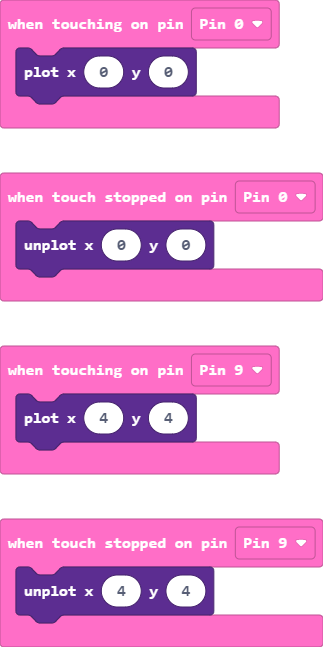 when touching on pin Pin 0
plot x 0 y 0
when touch stopped on pin Pin 0
unplot x 0 y 0
when touching on pin Pin 9
plot x 4 y 4
when touch stopped on pin Pin 9
unplot x 4 y 4